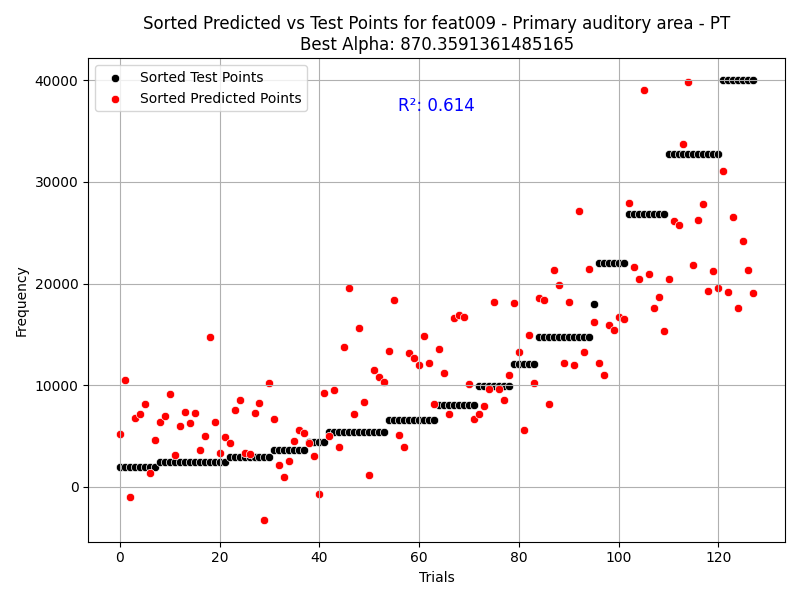 Sorted Predicted vs Test Points for feat009 - Primary auditory area - PT
Best Alpha: 870.3591361485165
Sorted Test Points
Sorted Predicted Points
R²: 0.614
40000
30000
20000
10000
0
Frequency
0 20 40 60 80 100 120
Trials